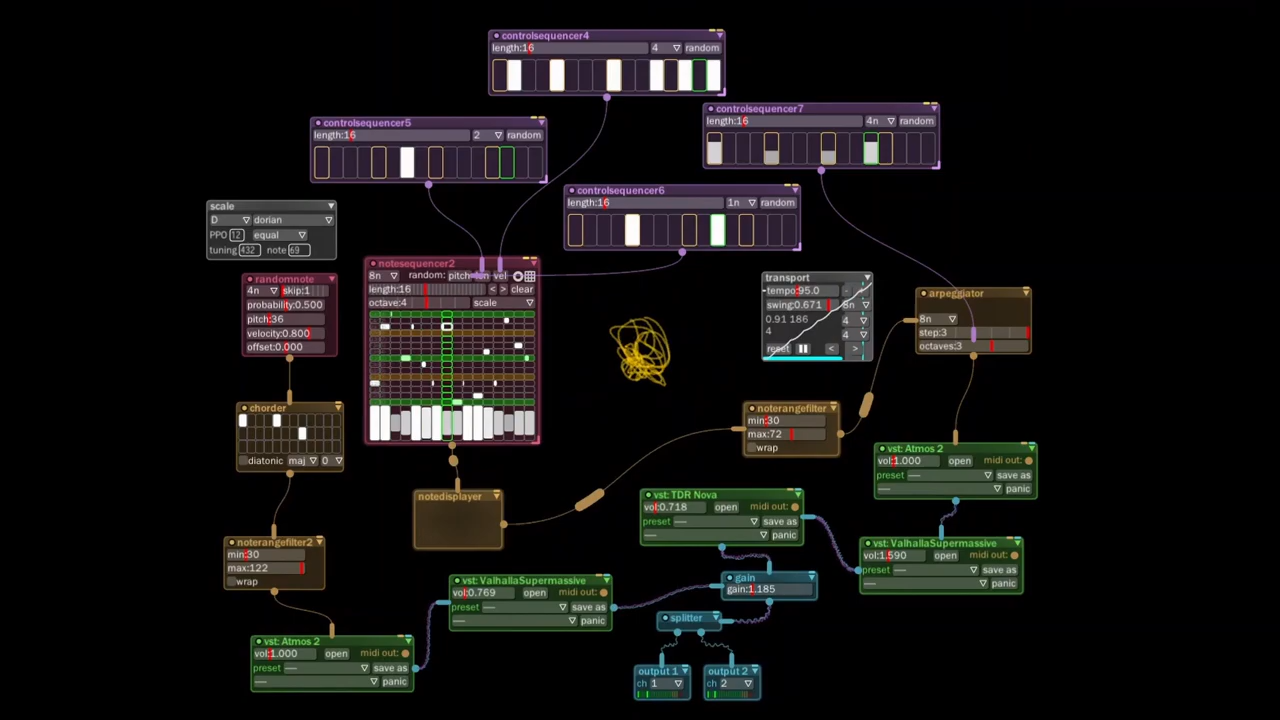 controlsequencer4
length:16 4 random
controlsequencer7
length:16 4n random
controlsequencer5
length:16 2 random
controlsequencer6
length:16 1n random
scale
D dorian
PPO 12 equal
tuning 432 note 69
notesequencer2
8n random: pitch len vel
length:16 < > clear
octave:4 scale
randomnote
4n skip:1
probability:0.500
pitch:36
velocity:0.800
offset:0.000
transport
tempo:95.0 -
swing:0.671 8n
0.91 186 4
4 4
reset < >
arpeggiator
8n
step:3
octaves:3
chorder
diatonic maj 0
noterangefilter
min:30
max:72
wrap
vst: Atmos 2
vol:1.000 open midi out:
preset — save as
— panic
notedisplayer
vst: TDR Nova
vol:0.718 open midi out:
preset — save as
— panic
noterangefilter2
min:30
max:122
wrap
vst: ValhallaSupermassive
vol:1.590 open midi out:
preset — save as
— panic
vst: ValhallaSupermassive
vol:0.769 open midi out:
preset — save as
— panic
gain
gain:1.185
splitter
vst: Atmos 2
vol:1.000 open midi out:
preset — save as
— panic
output 1
ch 1
output 2
ch 2